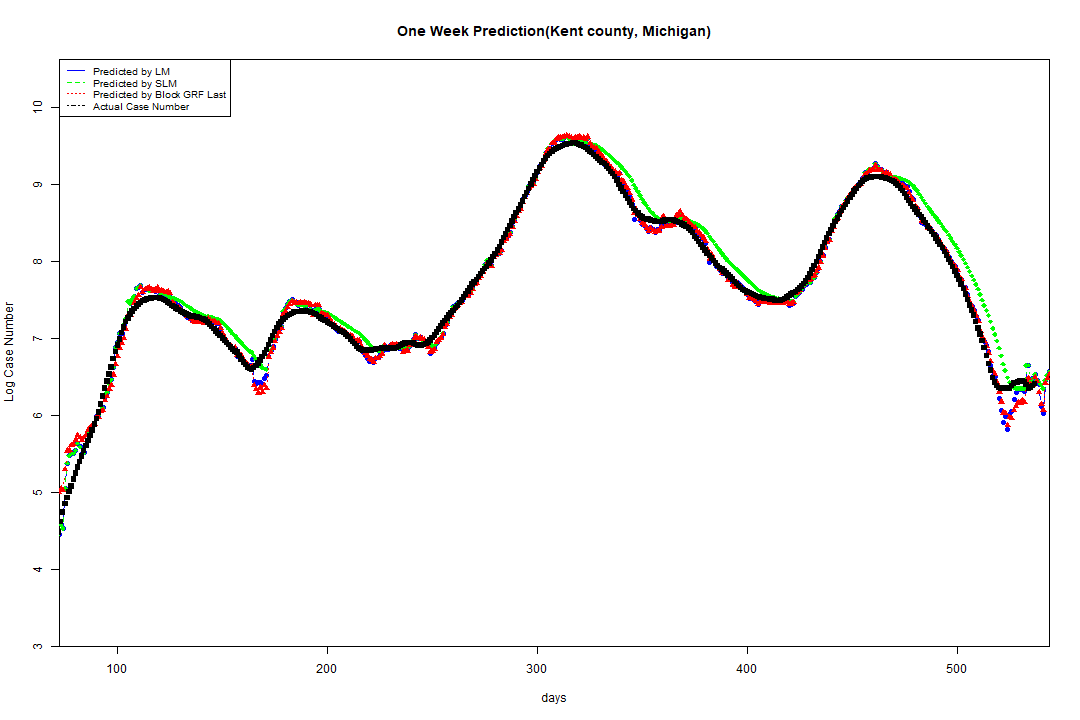 One Week Prediction(Kent county, Michigan)
Predicted by LM
Predicted by SLM
Predicted by Block GRF Last
Actual Case Number
10
9
8
7
6
5
4
3
Log Case Number
100 200 300 400 500
days